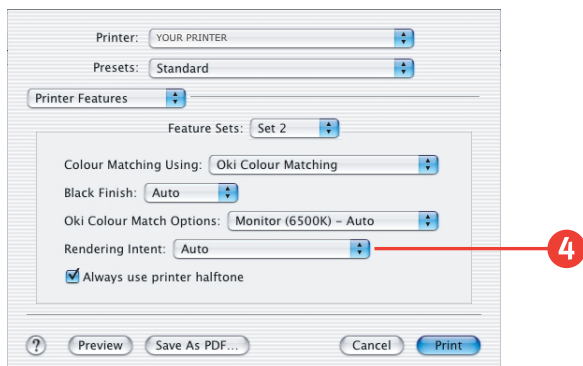 Printer: YOUR PRINTER
Presets: Standard
Printer Features
Feature Sets: Set 2
Colour Matching Using: Oki Colour Matching
Black Finish: Auto
Oki Colour Match Options: Monitor (6500K) – Auto
Rendering Intent: Auto
4
Always use printer halftone
? Preview Save As PDF... Cancel Print